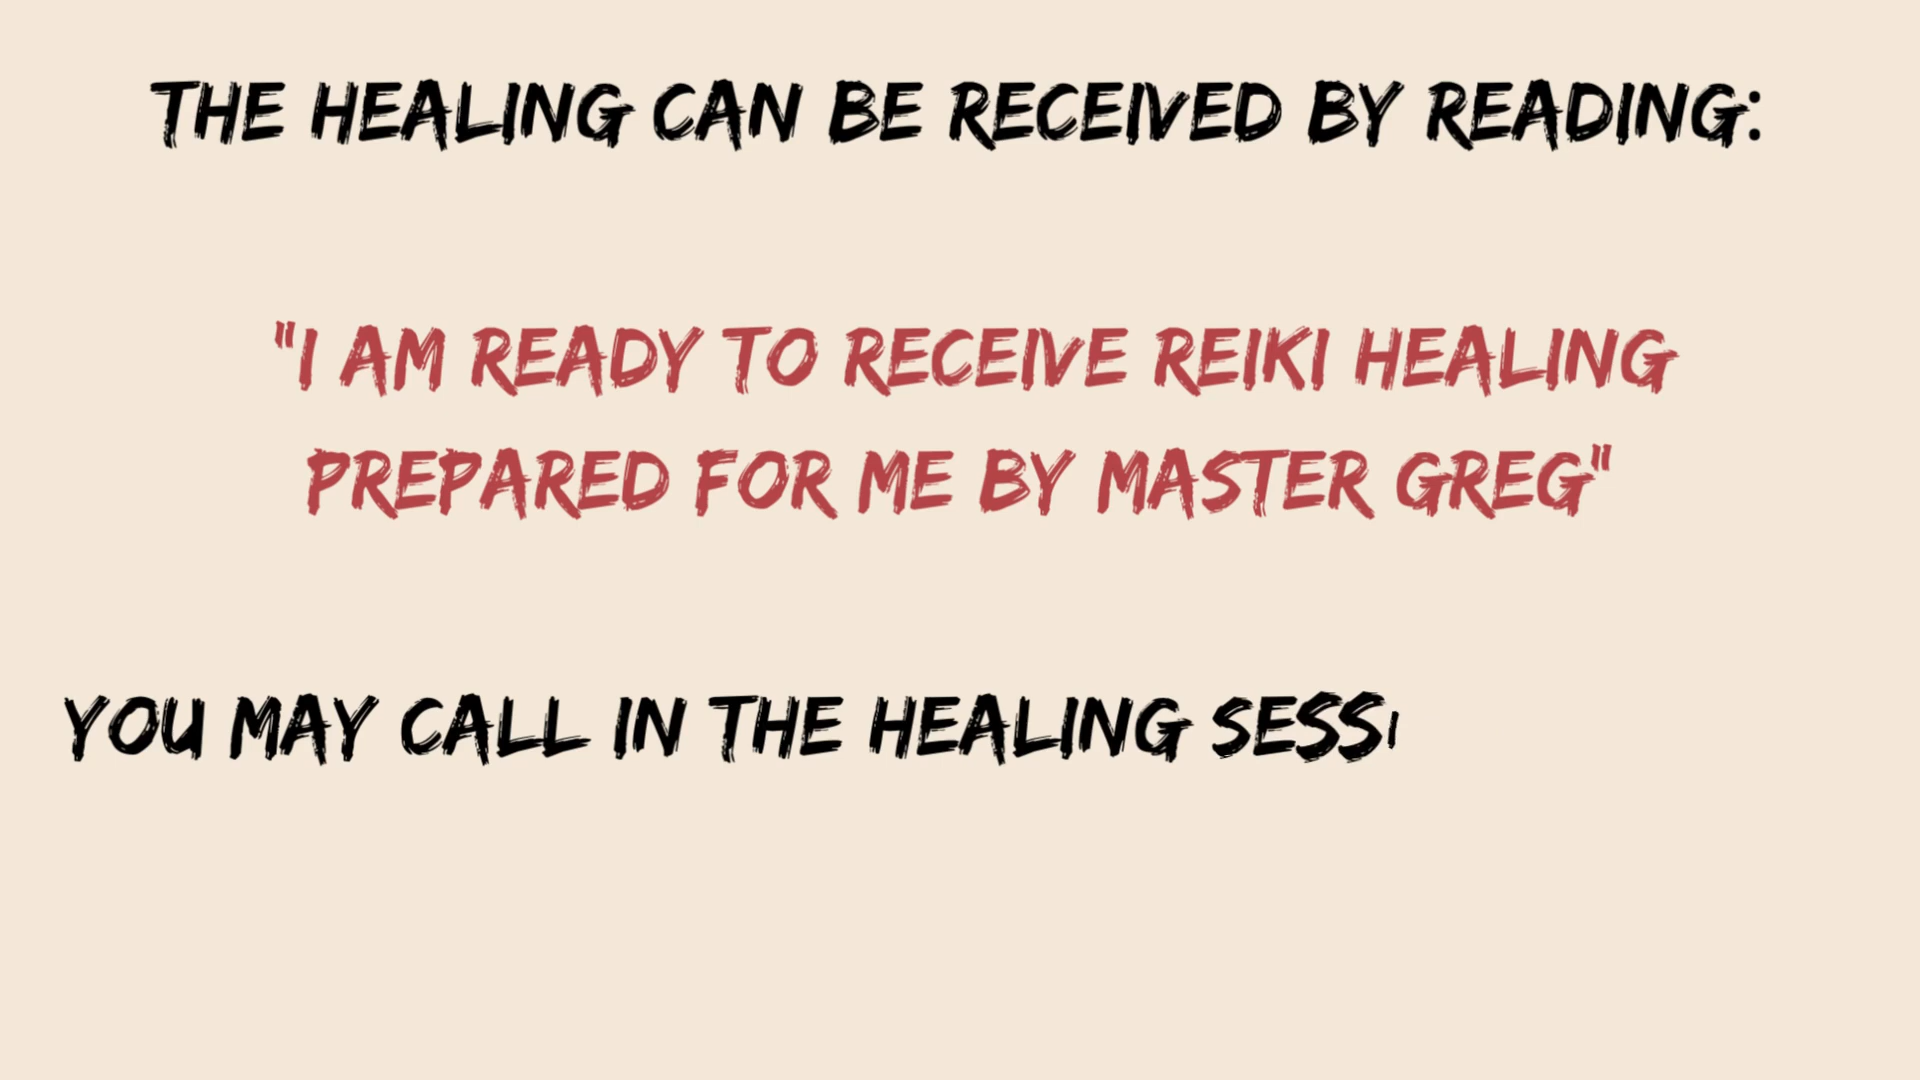 THE HEALING CAN BE RECEIVED BY READING:
"I AM READY TO RECEIVE REIKI HEALING
PREPARED FOR ME BY MASTER GREG"
YOU MAY CALL IN THE HEALING SESSI